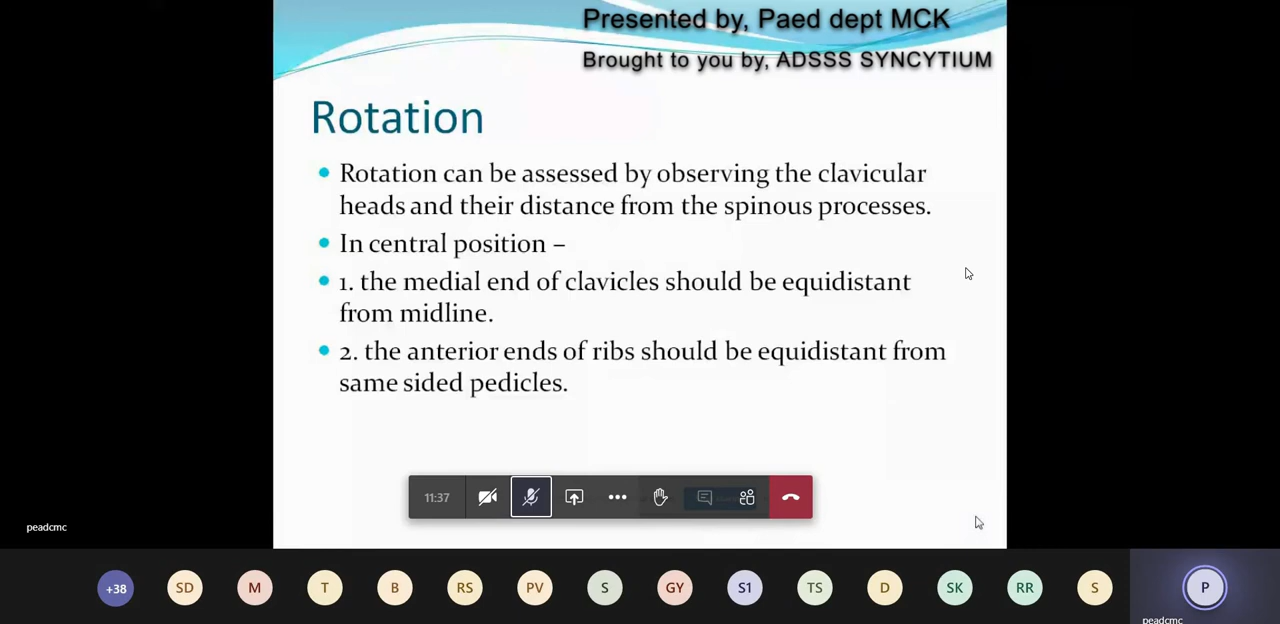 Presented by, Paed dept MCK
Brought to you by, ADSSS SYNCYTIUM
Rotation
Rotation can be assessed by observing the clavicular
heads and their distance from the spinous processes.
In central position –
1. the medial end of clavicles should be equidistant
from midline.
2. the anterior ends of ribs should be equidistant from
same sided pedicles.
11:37
peadcmc
+38 SD M T B RS PV S GY S1 TS D SK RR S P
peadcmc